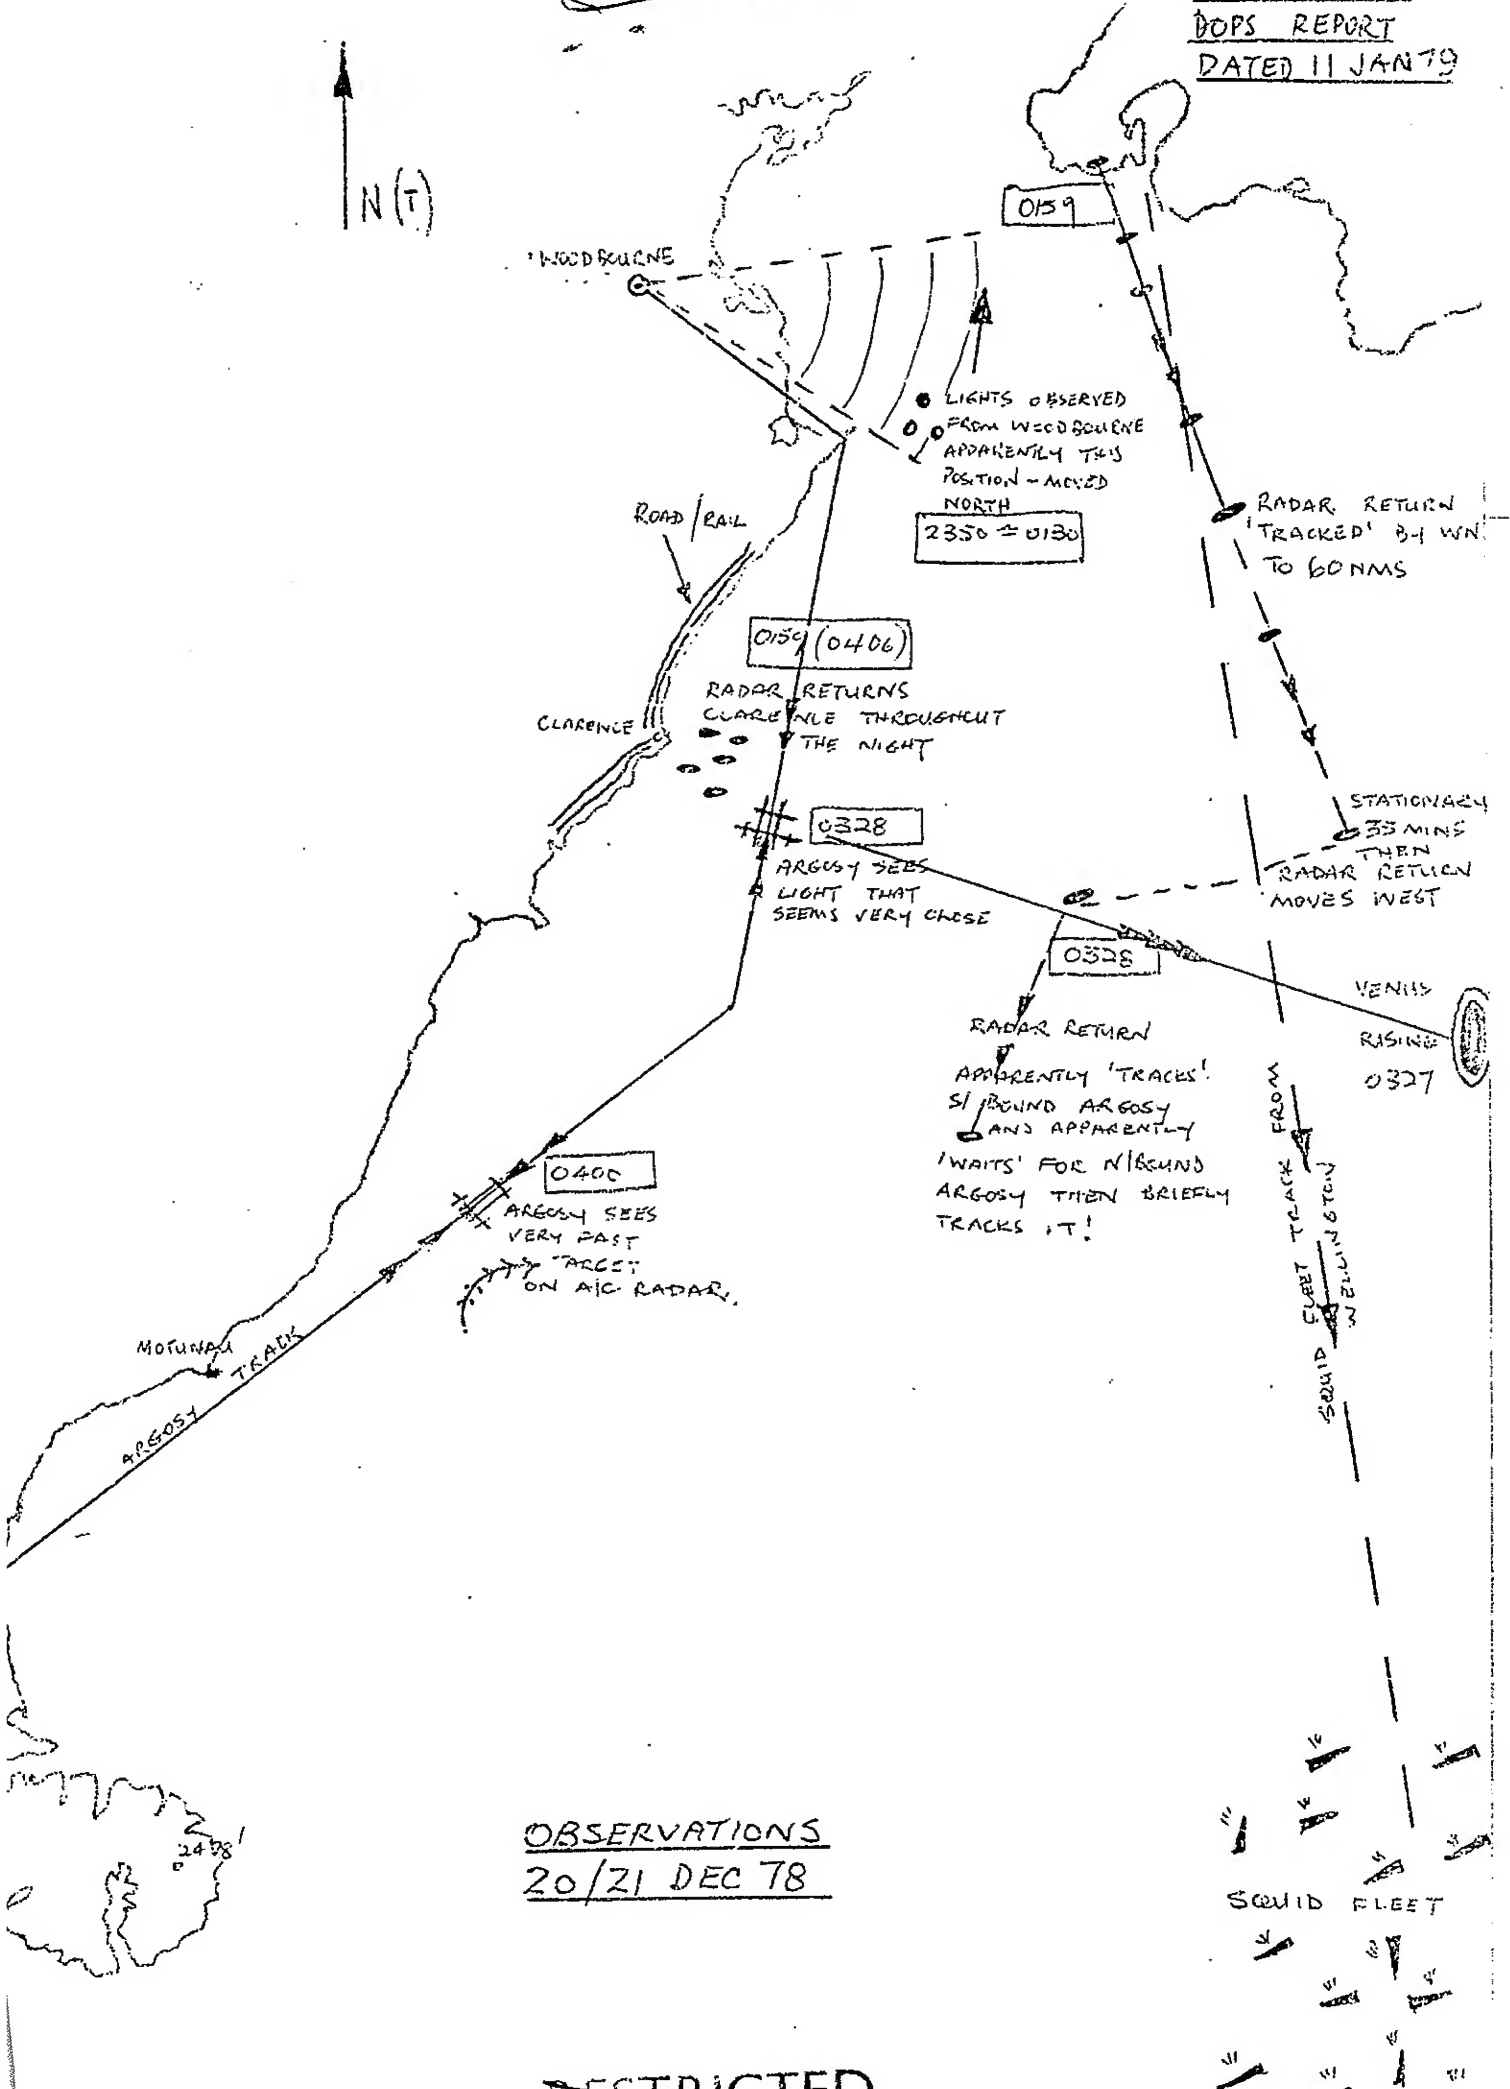 DOPS REPORT
DATED 11 JAN 79
N(T)
WOODBOURNE
0159
LIGHTS OBSERVED
FROM WOODBOURNE
APPARENTLY THIS
POSITION - MOVED
NORTH
2350 - 0130
RADAR RETURN
'TRACKED' BY WN
TO 60 NMS
ROAD/RAIL
0159 (0406)
RADAR RETURNS
CLARENCE THROUGHOUT
THE NIGHT
CLARENCE
0328
ARGOSY SEES
LIGHT THAT
SEEMS VERY CLOSE
STATIONARY
35 MINS
THEN
RADAR RETURN
MOVES WEST
0328
VENUS
RISING
0327
RADAR RETURN
APPARENTLY 'TRACKS'
S/BOUND ARGOSY
AND APPARENTLY
'WAITS' FOR N/BOUND
ARGOSY THEN BRIEFLY
TRACKS IT!
SQUID FLEET TRACK FROM
WELLINGTON
0400
ARGOSY SEES
VERY FAST
TARGET
ON A/C RADAR.
MOTUNAU
ARGOSY TRACK
OBSERVATIONS
20/21 DEC 78
SQUID FLEET
RESTRICTED